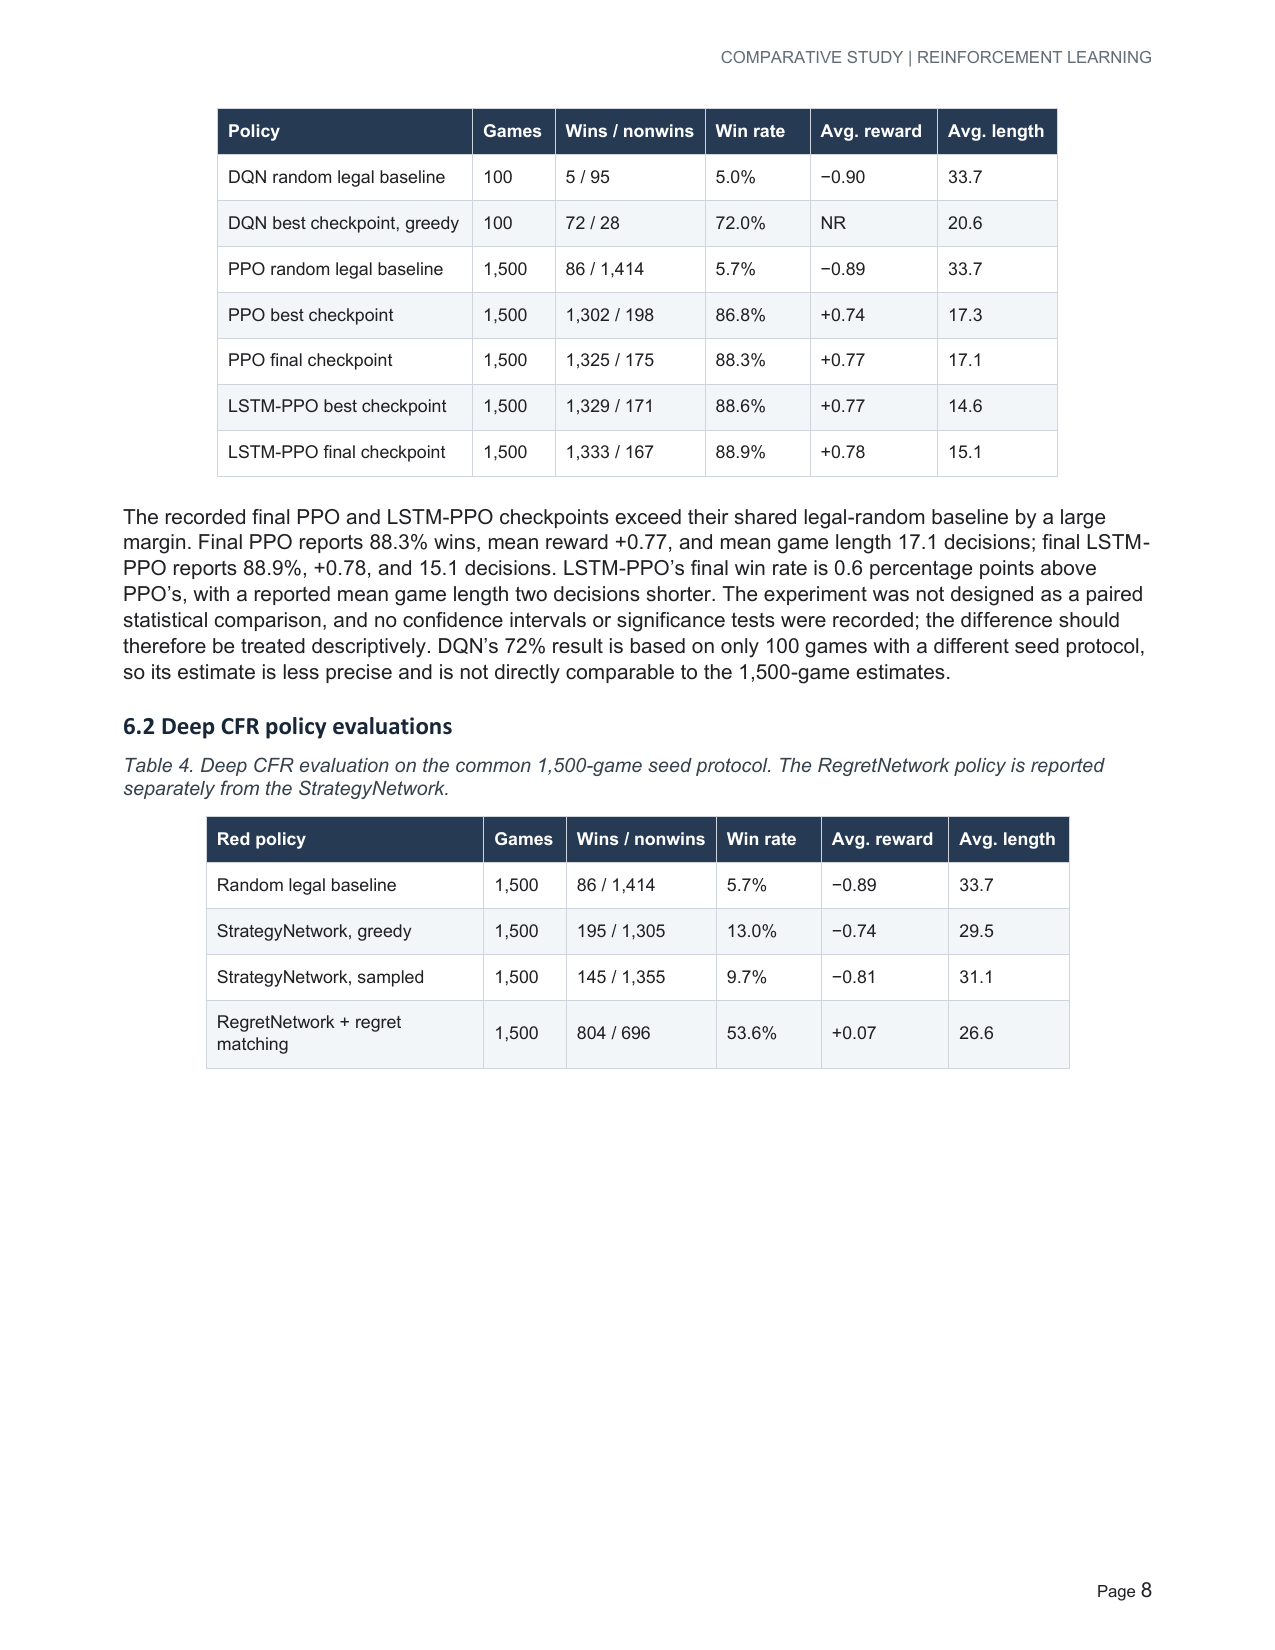 COMPARATIVE STUDY | REINFORCEMENT LEARNING
Policy Games Wins / nonwins Win rate Avg. reward Avg. length
DQN random legal baseline 100 5 / 95 5.0% −0.90 33.7
DQN best checkpoint, greedy 100 72 / 28 72.0% NR 20.6
PPO random legal baseline 1,500 86 / 1,414 5.7% −0.89 33.7
PPO best checkpoint 1,500 1,302 / 198 86.8% +0.74 17.3
PPO final checkpoint 1,500 1,325 / 175 88.3% +0.77 17.1
LSTM-PPO best checkpoint 1,500 1,329 / 171 88.6% +0.77 14.6
LSTM-PPO final checkpoint 1,500 1,333 / 167 88.9% +0.78 15.1
The recorded final PPO and LSTM-PPO checkpoints exceed their shared legal-random baseline by a large
margin. Final PPO reports 88.3% wins, mean reward +0.77, and mean game length 17.1 decisions; final LSTM-
PPO reports 88.9%, +0.78, and 15.1 decisions. LSTM-PPO’s final win rate is 0.6 percentage points above
PPO’s, with a reported mean game length two decisions shorter. The experiment was not designed as a paired
statistical comparison, and no confidence intervals or significance tests were recorded; the difference should
therefore be treated descriptively. DQN’s 72% result is based on only 100 games with a different seed protocol,
so its estimate is less precise and is not directly comparable to the 1,500-game estimates.
6.2 Deep CFR policy evaluations
Table 4. Deep CFR evaluation on the common 1,500-game seed protocol. The RegretNetwork policy is reported
separately from the StrategyNetwork.
Red policy Games Wins / nonwins Win rate Avg. reward Avg. length
Random legal baseline 1,500 86 / 1,414 5.7% −0.89 33.7
StrategyNetwork, greedy 1,500 195 / 1,305 13.0% −0.74 29.5
StrategyNetwork, sampled 1,500 145 / 1,355 9.7% −0.81 31.1
RegretNetwork + regret
matching 1,500 804 / 696 53.6% +0.07 26.6
Page 8